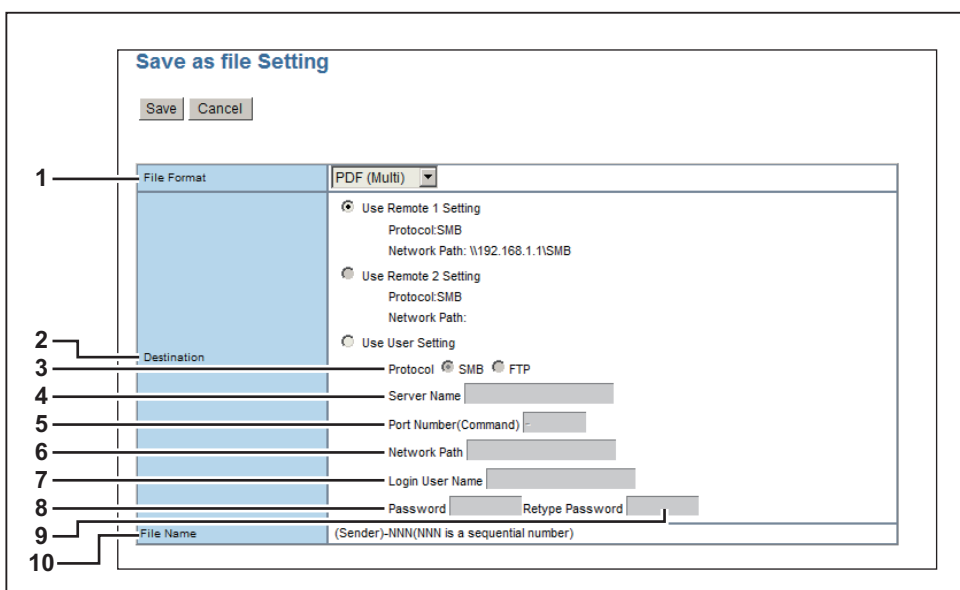 Save as file Setting
Save Cancel
1 File Format PDF (Multi)
Use Remote 1 Setting
Protocol:SMB
Network Path: \\192.168.1.1\SMB
Use Remote 2 Setting
Protocol:SMB
Network Path:
2 Destination
Use User Setting
3 Protocol SMB FTP
4 Server Name
5 Port Number(Command) -
6 Network Path
7 Login User Name
8 Password Retype Password
9
10 File Name (Sender)-NNN(NNN is a sequential number)